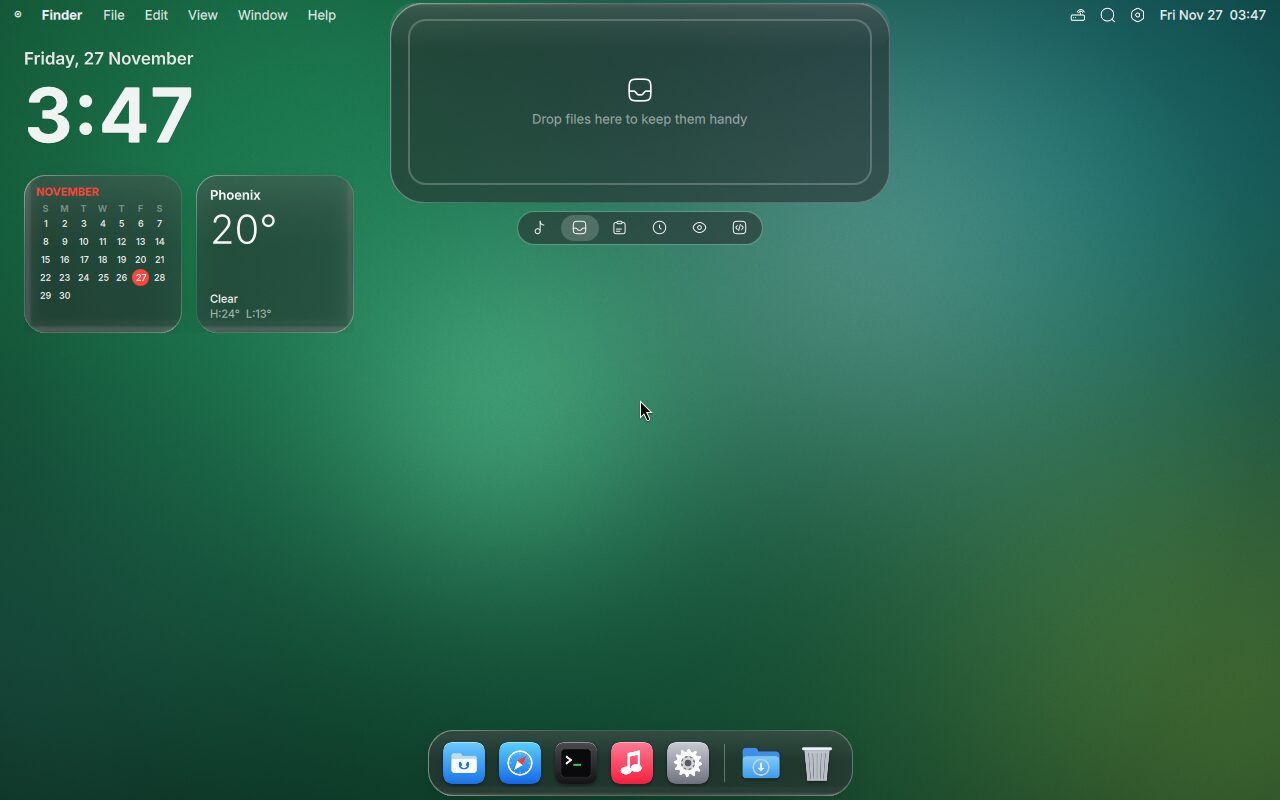 Finder File Edit View Window Help
Fri Nov 27 03:47
Friday, 27 November
3:47
Drop files here to keep them handy
NOVEMBER
S M T W T F S
1 2 3 4 5 6 7
8 9 10 11 12 13 14
15 16 17 18 19 20 21
22 23 24 25 26 27 28
29 30
Phoenix
20°
Clear
H:24° L:13°